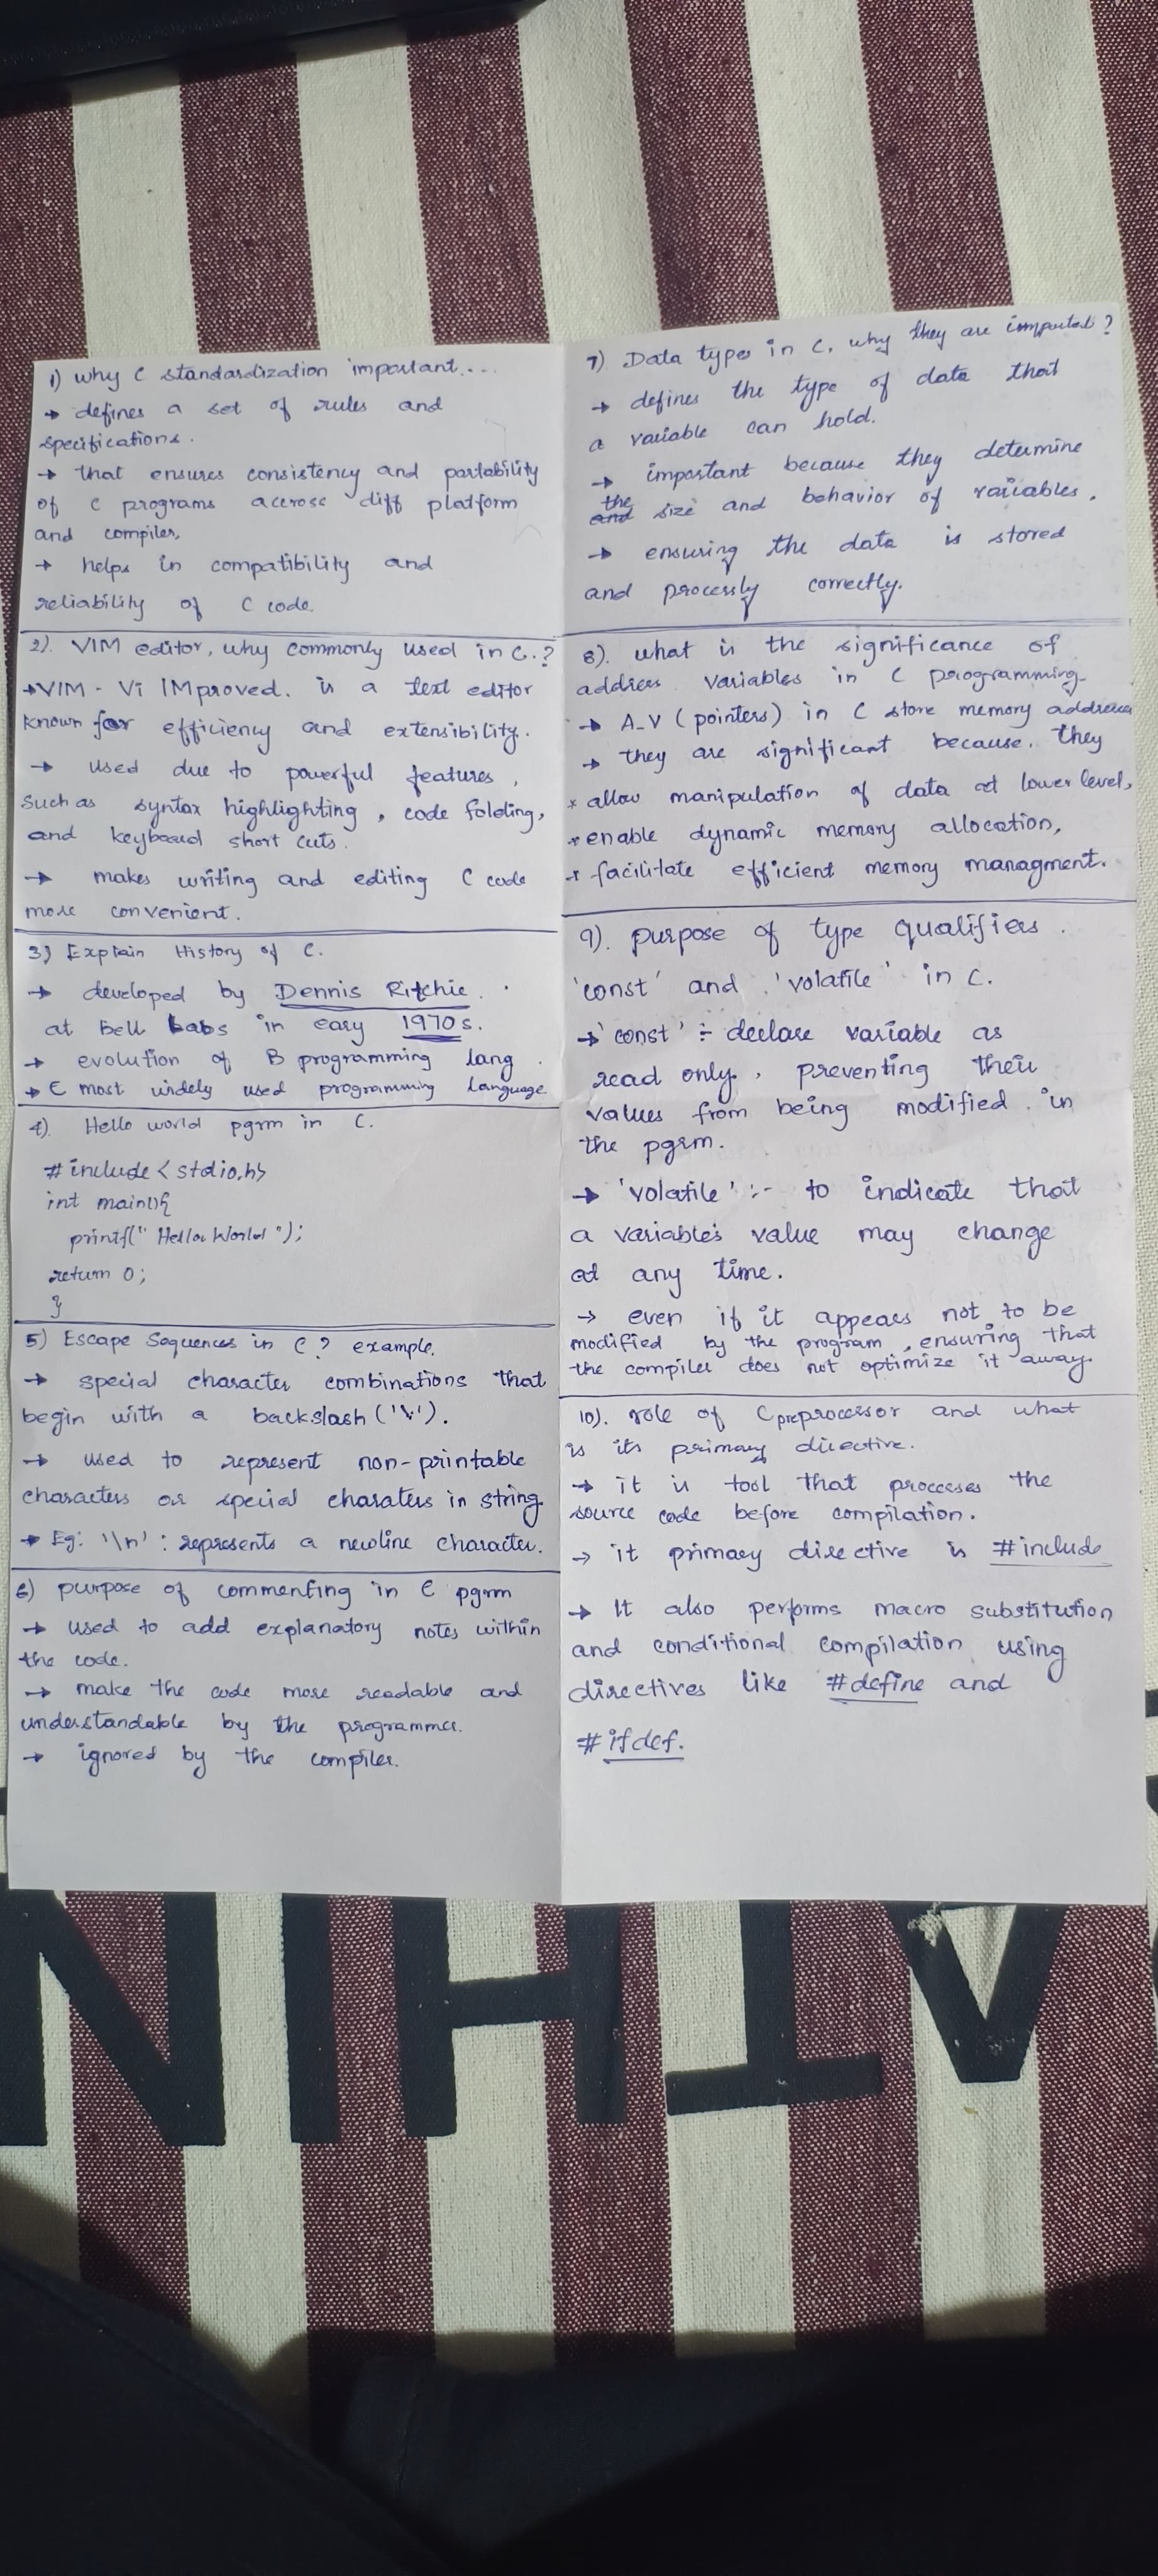 1) why C standardization important...
→ defines a set of rules and
specifications.
→ that ensures consistency and portability
of C programs accross diff platform
and compiler,
→ helps in compatibility and
reliability of C code.
2). VIM editor, why commonly used in C.?
→VIM - Vi IMproved. is a text editor
known for efficiency and extensibility.
→ used due to powerful features,
such as syntax highlighting, code folding,
and keyboard short cuts.
→ makes writing and editing C code
more convenient.
3) Explain History of C.
→ developed by Dennis Ritchie.
at Bell Labs in eary 1970s.
→ evolution of B programming lang.
→ C most widely used programming language
4). Hello world pgrm in C.
#include <stdio.h>
int main(){
printf("Hello World");
return 0;
}
5) Escape Sequences in C? example.
→ special character combinations that
begin with a backslash ('\').
→ used to represent non-printable
characters or special charaters in string.
→ Eg: '\n' : represents a newline character.
6) purpose of commenting in C pgrm
→ used to add explanatory notes within
the code.
→ make the code more readable and
understandable by the programmer.
→ ignored by the compiler.
7) Data types in C, why they are important?
→ defines the type of data that
a variable can hold.
→ important because they determine
the size and behavior of variables.
→ ensuring the data is stored
and processly correctly.
8). what is the significance of
address variables in C programming.
→ A_V (pointers) in C store memory address
→ they are significant because. they
* allow manipulation of data at lower level,
* enable dynamic memory allocation,
* facilitate efficient memory managment.
9). purpose of type qualifiers.
'const' and 'volatile' in C.
→ 'const' :- declare variable as
read only, preventing their
values from being modified in
the pgrm.
→ 'volatile' :- to indicate that
a variable's value may change
at any time.
→ even if it appears not to be
modified by the program, ensuring that
the compiler does not optimize it away.
10). role of C preprocessor and what
is its primary directive.
→ it is tool that processes the
source code before compilation.
→ it primary directive is #include
→ It also performs macro substitution
and conditional compilation using
directives like #define and
#ifdef.